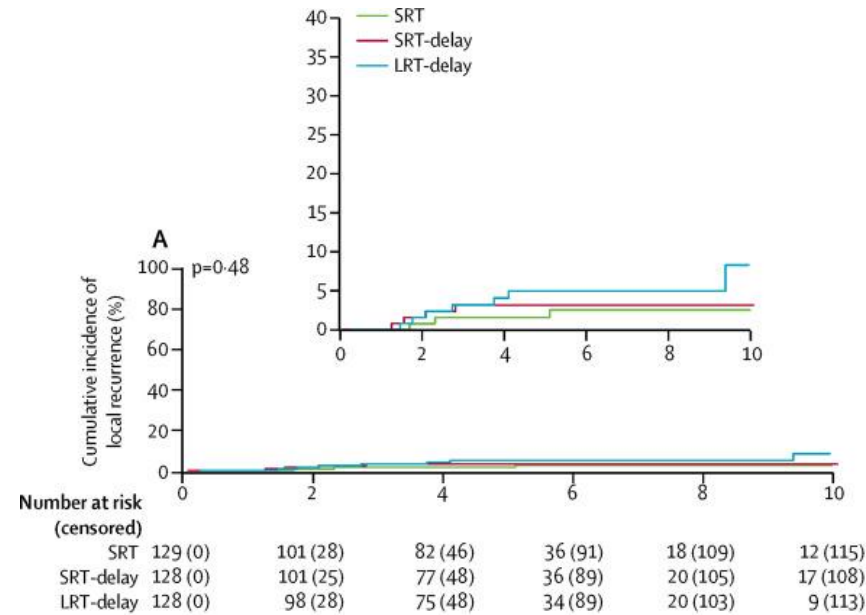 SRT
SRT-delay
LRT-delay
40
35
30
25
20
15
10
5
0
0 2 4 6 8 10
A
p=0·48
Cumulative incidence of
local recurrence (%)
100
80
60
40
20
0
0 2 4 6 8 10
Number at risk
(censored)
SRT 129 (0) 101 (28) 82 (46) 36 (91) 18 (109) 12 (115)
SRT-delay 128 (0) 101 (25) 77 (48) 36 (89) 20 (105) 17 (108)
LRT-delay 128 (0) 98 (28) 75 (48) 34 (89) 20 (103) 9 (113)